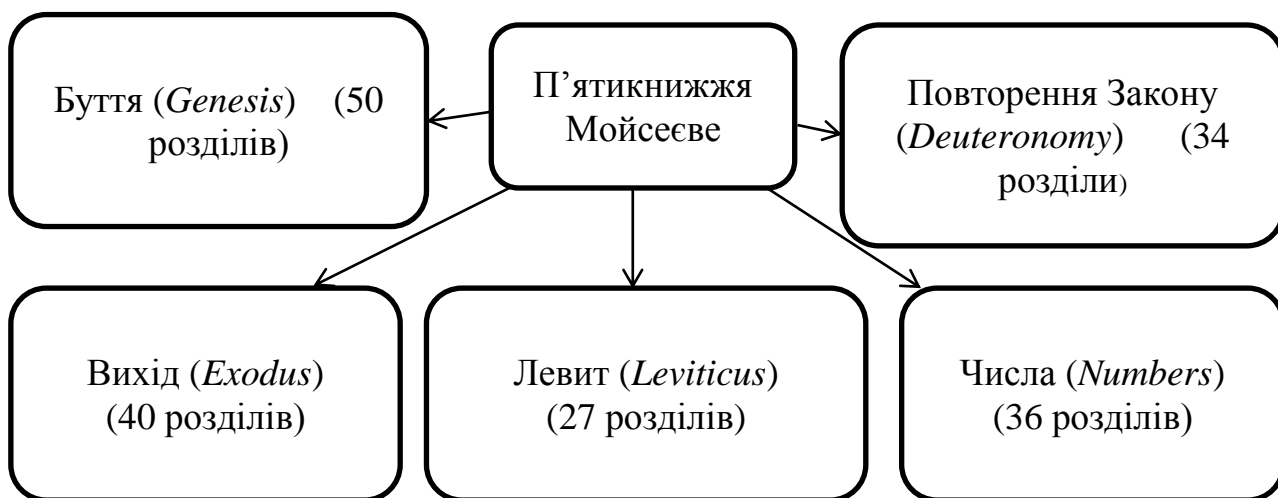 П’ятикнижжя
Мойсеєве
Буття (Genesis) (50
розділів)
Повторення Закону
(Deuteronomy) (34
розділи)
Вихід (Exodus)
(40 розділів)
Левит (Leviticus)
(27 розділів)
Числа (Numbers)
(36 розділів)